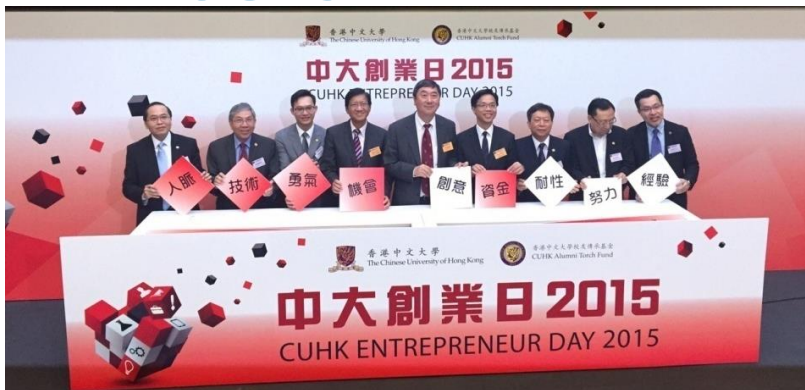 香港中文大學
The Chinese University of Hong Kong
香港中文大學校友傳承基金
CUHK Alumni Torch Fund
中大創業日2015
CUHK ENTREPRENEUR DAY 2015
人脈
技術
勇氣
機會
創意
資金
耐性
努力
經驗
香港中文大學
The Chinese University of Hong Kong
香港中文大學校友傳承基金
CUHK Alumni Torch Fund
中大創業日2015
CUHK ENTREPRENEUR DAY 2015